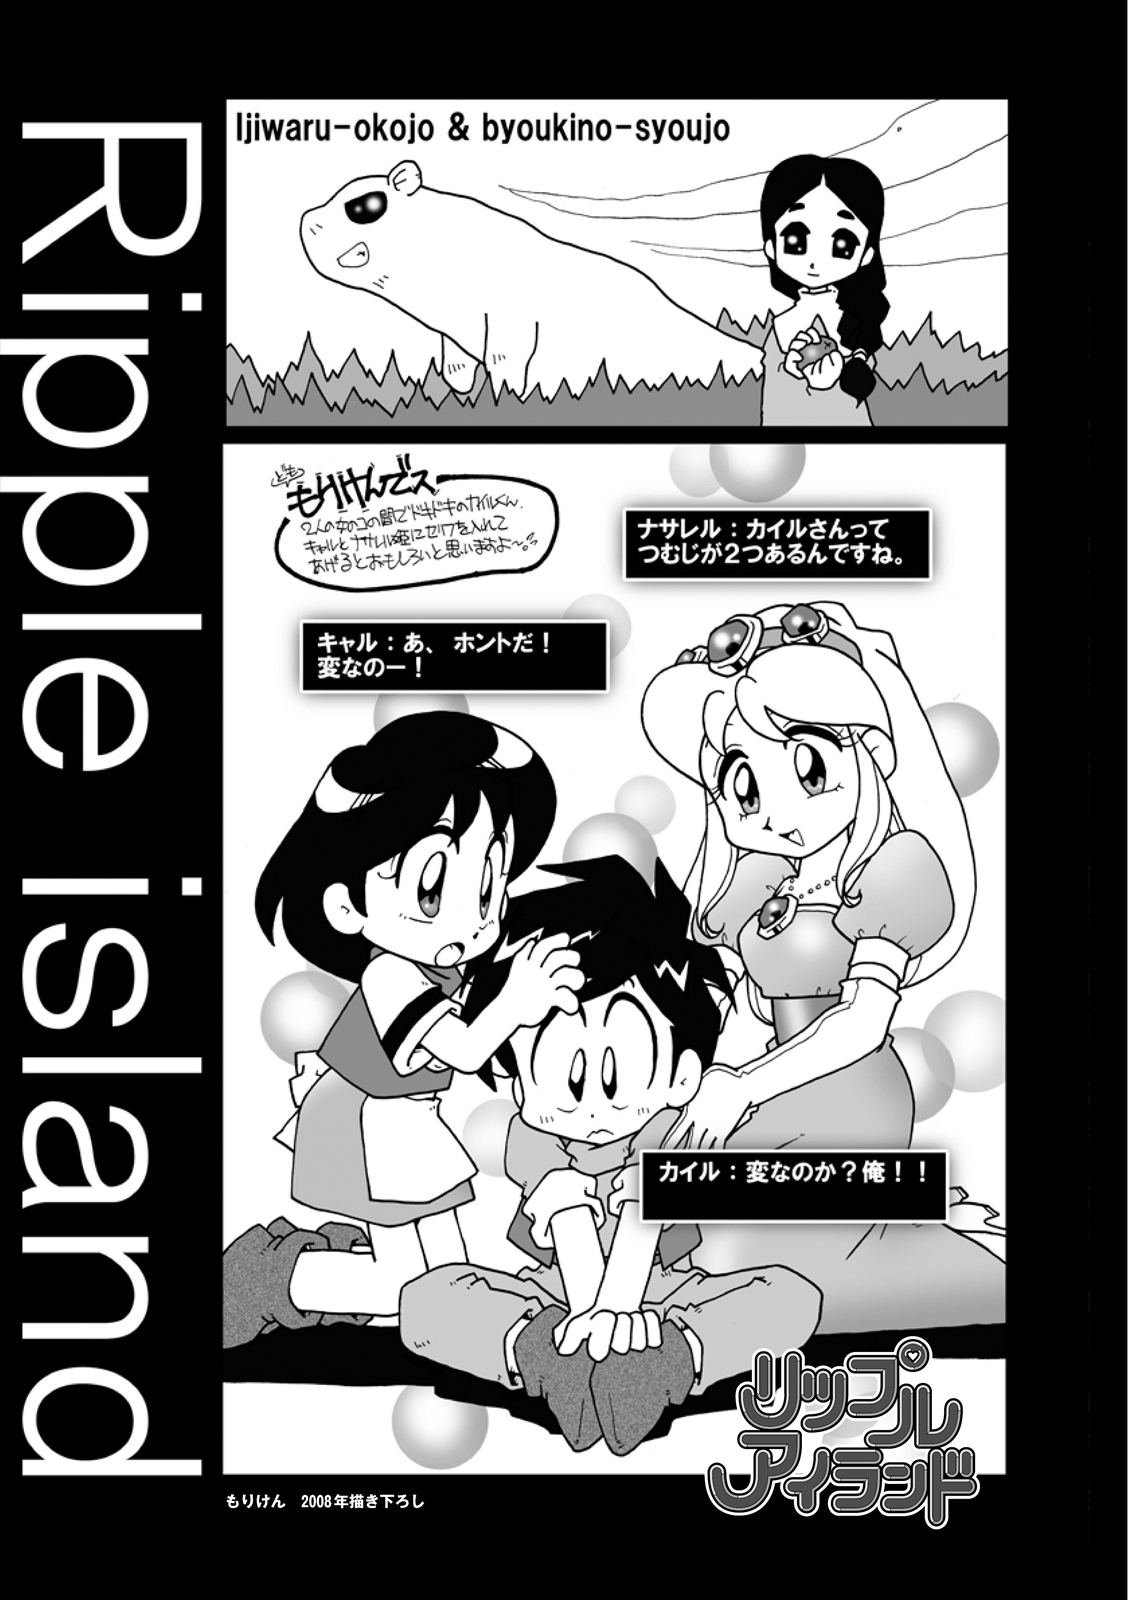 Ripple island
Ijiwaru-okojo & byoukino-syoujo
どもっ
もりけんでス
2人の女のコの間でドキドキのカイルくん.
キャルとナサレル姫にセリフを入れて
あげるとおもしろいと思いますよ〜。
ナサレル：カイルさんって
つむじが２つあるんですね。
キャル：あ、ホントだ！
変なのー！
カイル：変なのか？俺！！
リップル
アイランド
もりけん　2008年描き下ろし